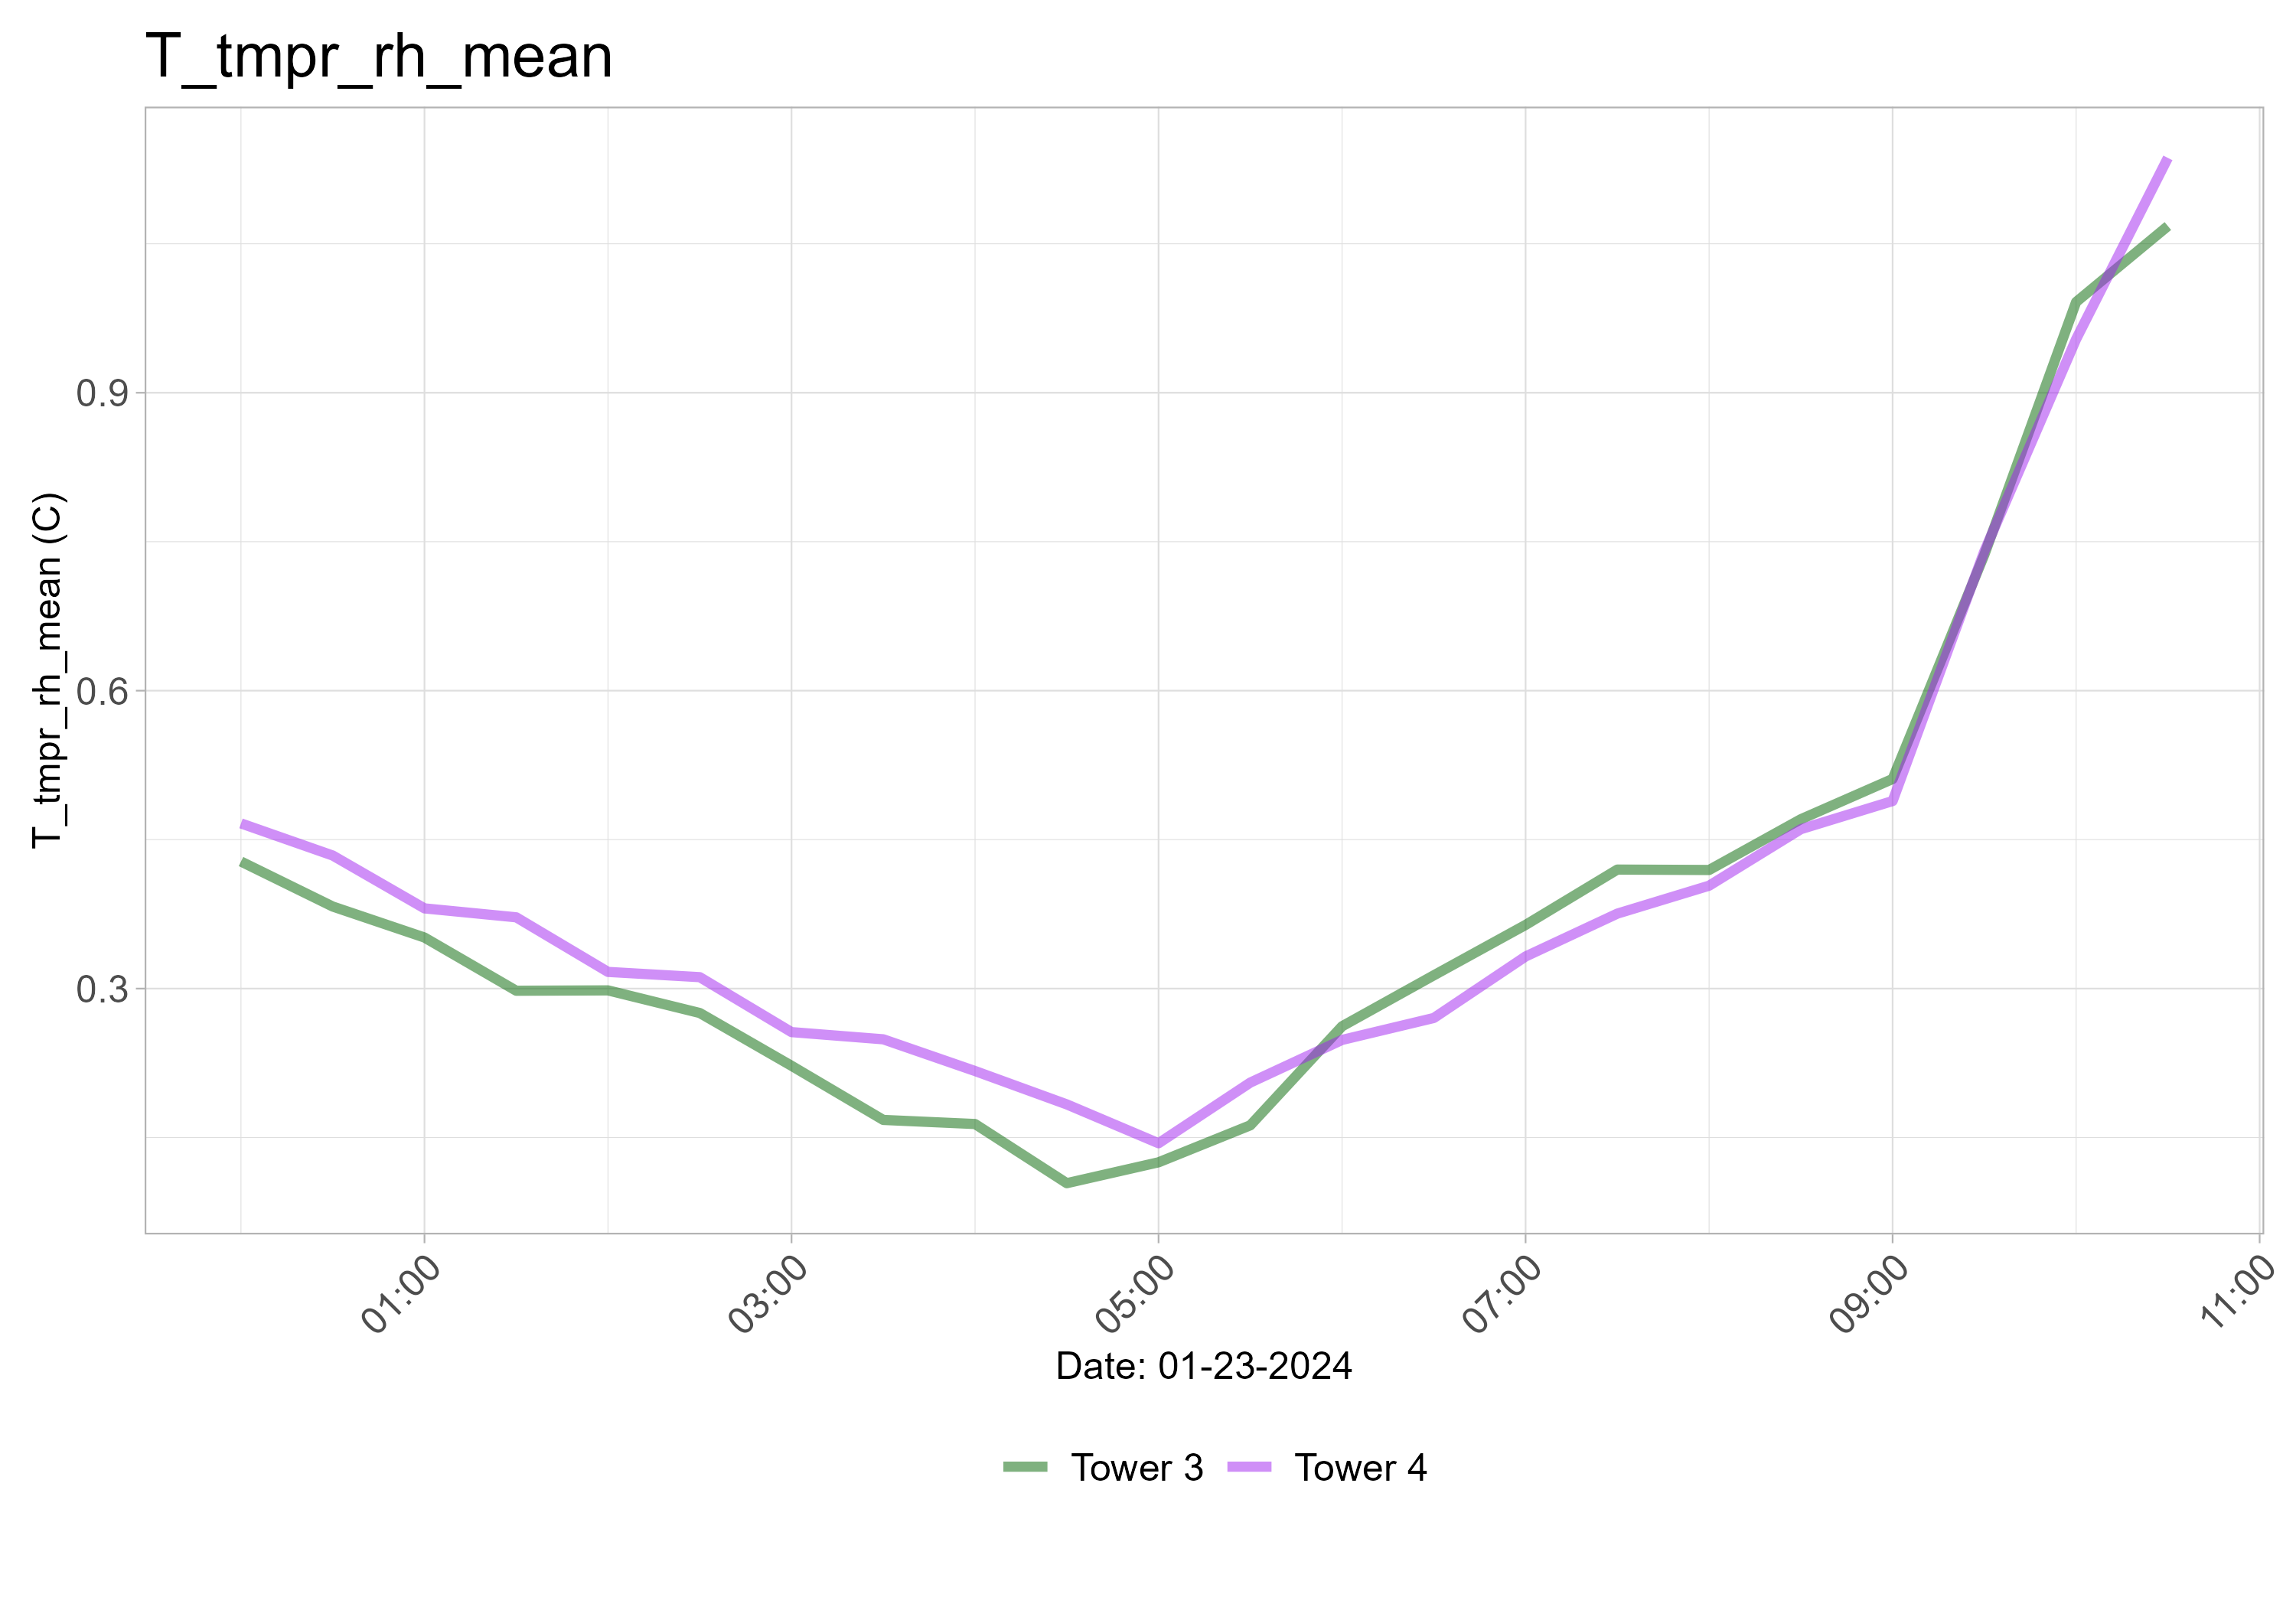 T_tmpr_rh_mean
T_tmpr_rh_mean (C)
0.9
0.6
0.3
01:00
03:00
05:00
07:00
09:00
11:00
Date: 01-23-2024
Tower 3
Tower 4